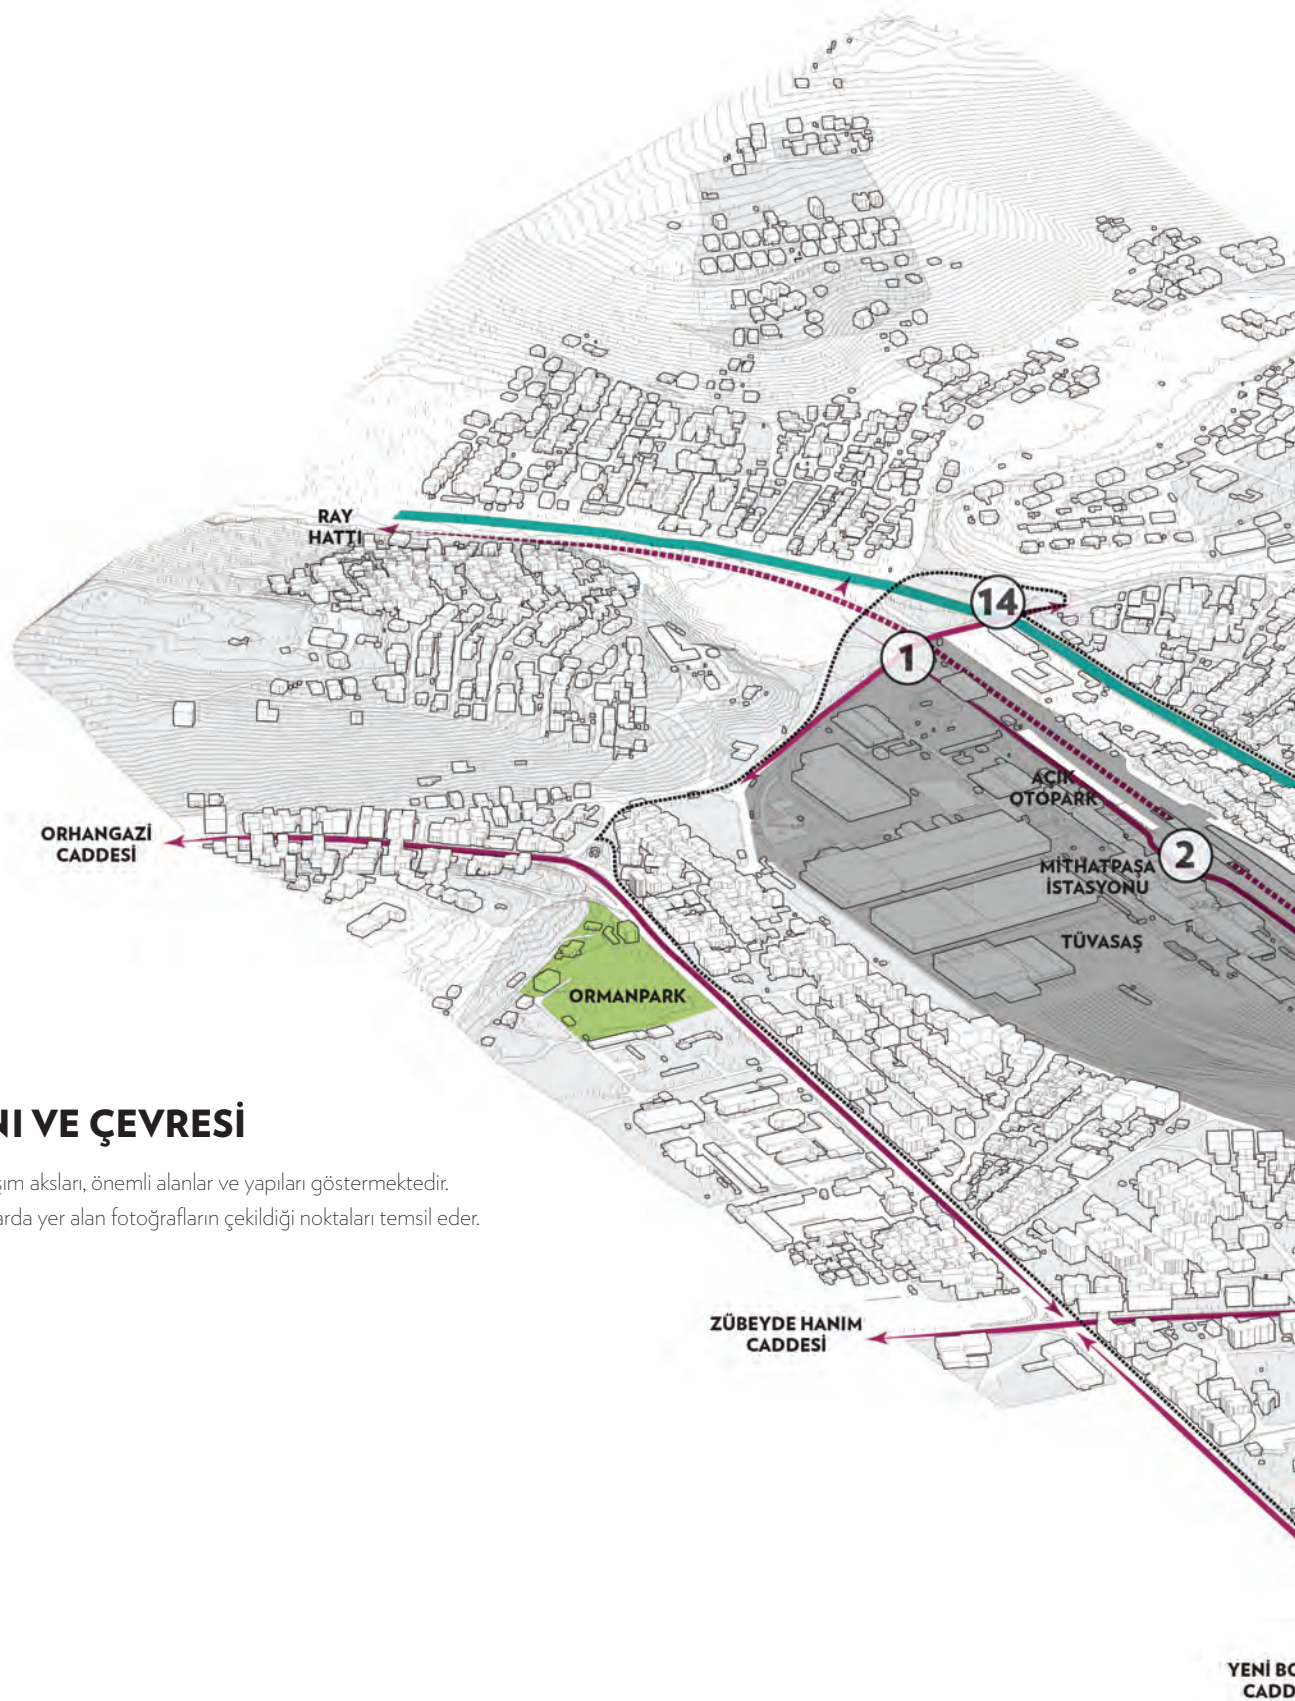 RAY
HATTI
14
1
AÇIK
OTOPARK
2
MİTHATPAŞA
İSTASYONU
TÜVASAŞ
ORHANGAZİ
CADDESİ
ORMANPARK
NI VE ÇEVRESİ
şım aksları, önemli alanlar ve yapıları göstermektedir.
arda yer alan fotoğrafların çekildiği noktaları temsil eder.
ZÜBEYDE HANIM
CADDESİ
YENİ BO
CADD